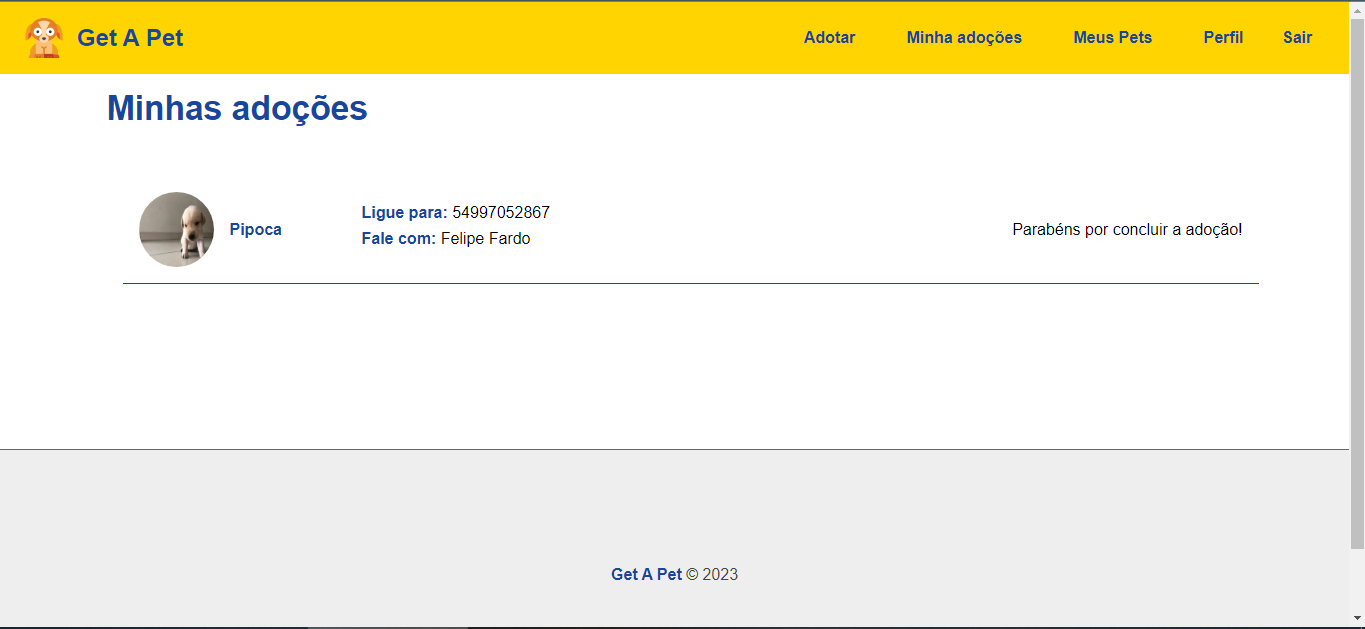 Get A Pet
Adotar
Minha adoções
Meus Pets
Perfil
Sair
Minhas adoções
Pipoca
Ligue para: 54997052867
Fale com: Felipe Fardo
Parabéns por concluir a adoção!
Get A Pet © 2023